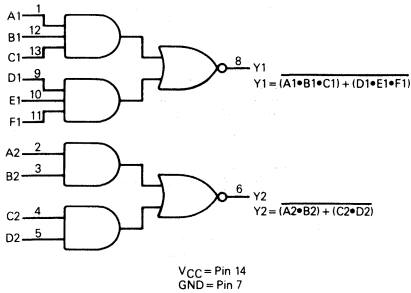 A1 1
B1 12
C1 13
D1 9
E1 10
F1 11
8 Y1
Y1=(A1•B1•C1)+(D1•E1•F1)
A2 2
B2 3
C2 4
D2 5
6 Y2
Y2=(A2•B2)+(C2•D2)
VCC=Pin 14
GND=Pin 7